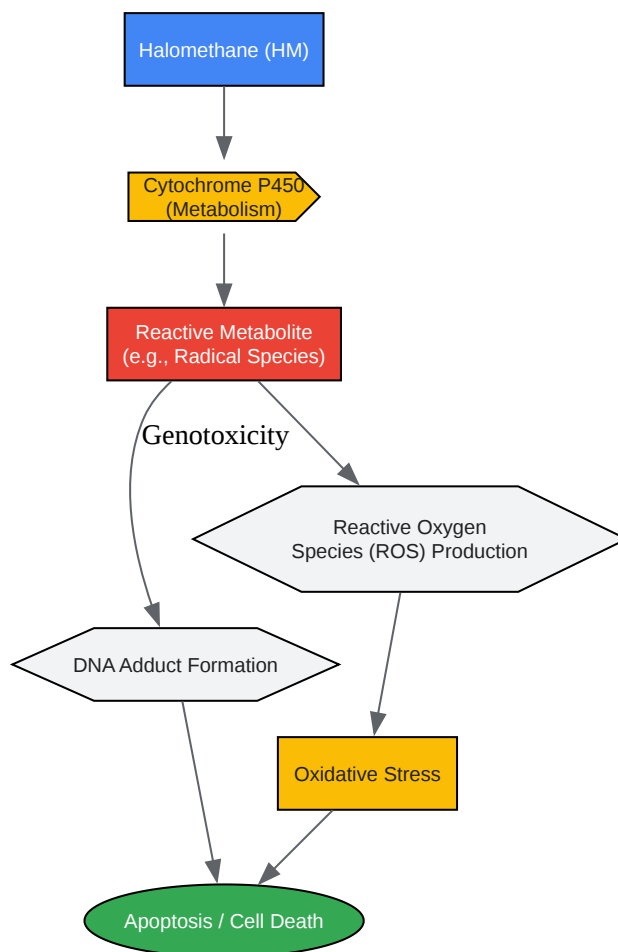 Halomethane (HM)
Cytochrome P450
(Metabolism)
Reactive Metabolite
(e.g., Radical Species)
Genotoxicity
Reactive Oxygen
Species (ROS) Production
DNA Adduct Formation
Oxidative Stress
Apoptosis / Cell Death